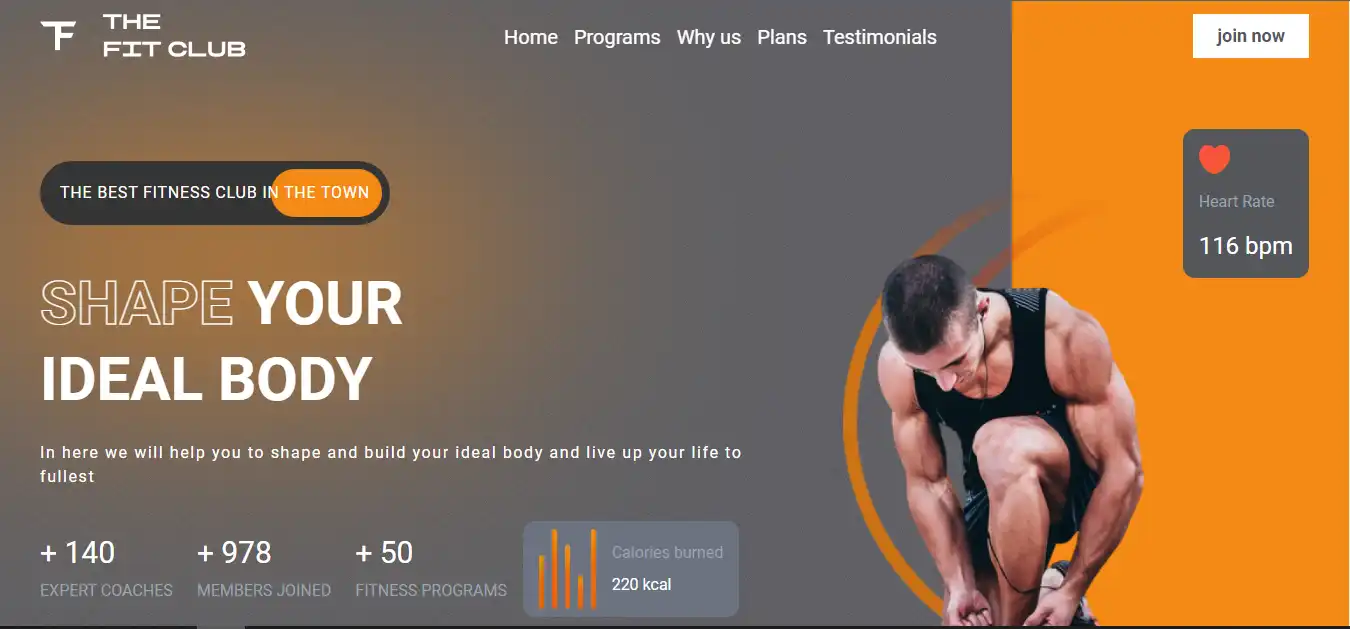 THE
FIT CLUB
Home Programs Why us Plans Testimonials
join now
THE BEST FITNESS CLUB IN THE TOWN
Heart Rate
116 bpm
SHAPE YOUR
IDEAL BODY
In here we will help you to shape and build your ideal body and live up your life to
fullest
+ 140
EXPERT COACHES
+ 978
MEMBERS JOINED
+ 50
FITNESS PROGRAMS
Calories burned
220 kcal